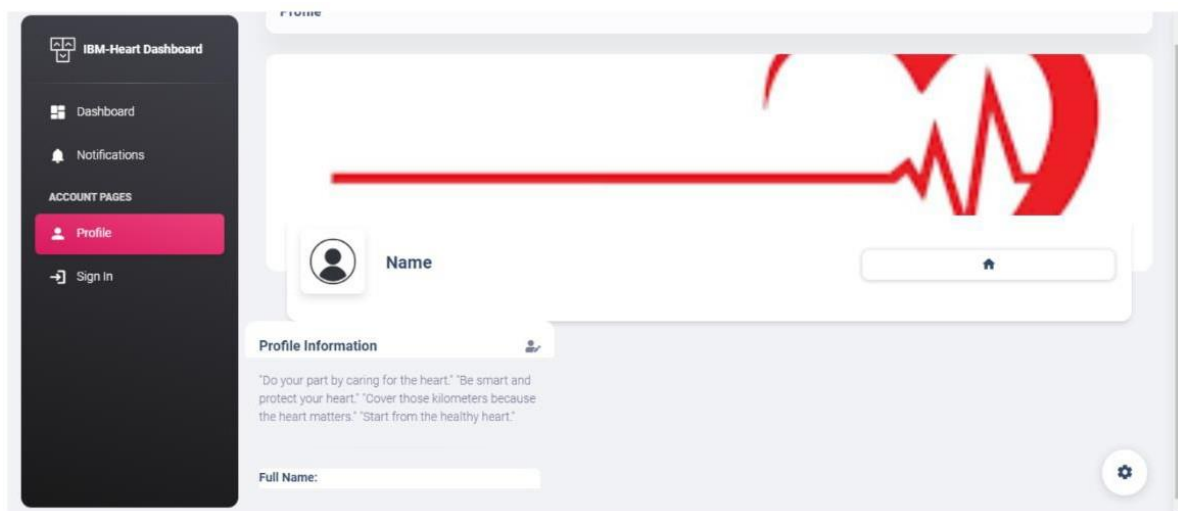 Profile
IBM-Heart Dashboard
Dashboard
Notifications
ACCOUNT PAGES
Profile
Sign In
Name
Profile Information
"Do your part by caring for the heart." "Be smart and
protect your heart." "Cover those kilometers because
the heart matters." "Start from the healthy heart."
Full Name: